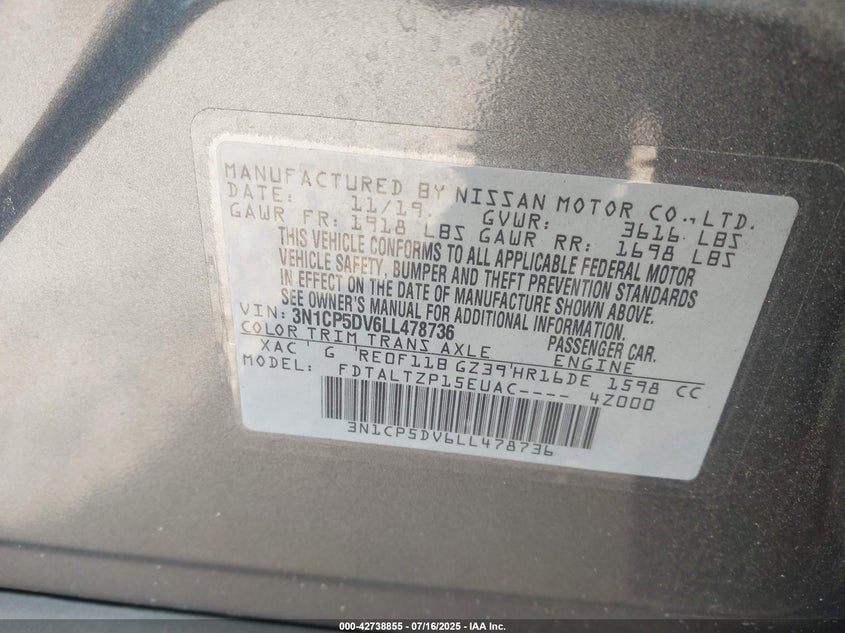 MANUFACTURED BY NISSAN MOTOR CO., LTD.
DATE: 11/19. GVWR: 3616 LBS
GAWR FR: 1918 LBS GAWR RR: 1698 LBS
THIS VEHICLE CONFORMS TO ALL APPLICABLE FEDERAL MOTOR
VEHICLE SAFETY, BUMPER AND THEFT PREVENTION STANDARDS
IN EFFECT ON THE DATE OF MANUFACTURE SHOWN ABOVE.
SEE OWNER'S MANUAL FOR ADDITIONAL INFORMATION.
VIN: 3N1CP5DV6LL478736 PASSENGER CAR.
COLOR TRIM TRANS AXLE ENGINE
XAC G RE0F11B GZ39 HR16DE 1598 CC
MODEL: FDTALTZP15EUAC---- 4Z000
3N1CP5DV6LL478736
000-42738855 - 07/16/2025 - IAA Inc.